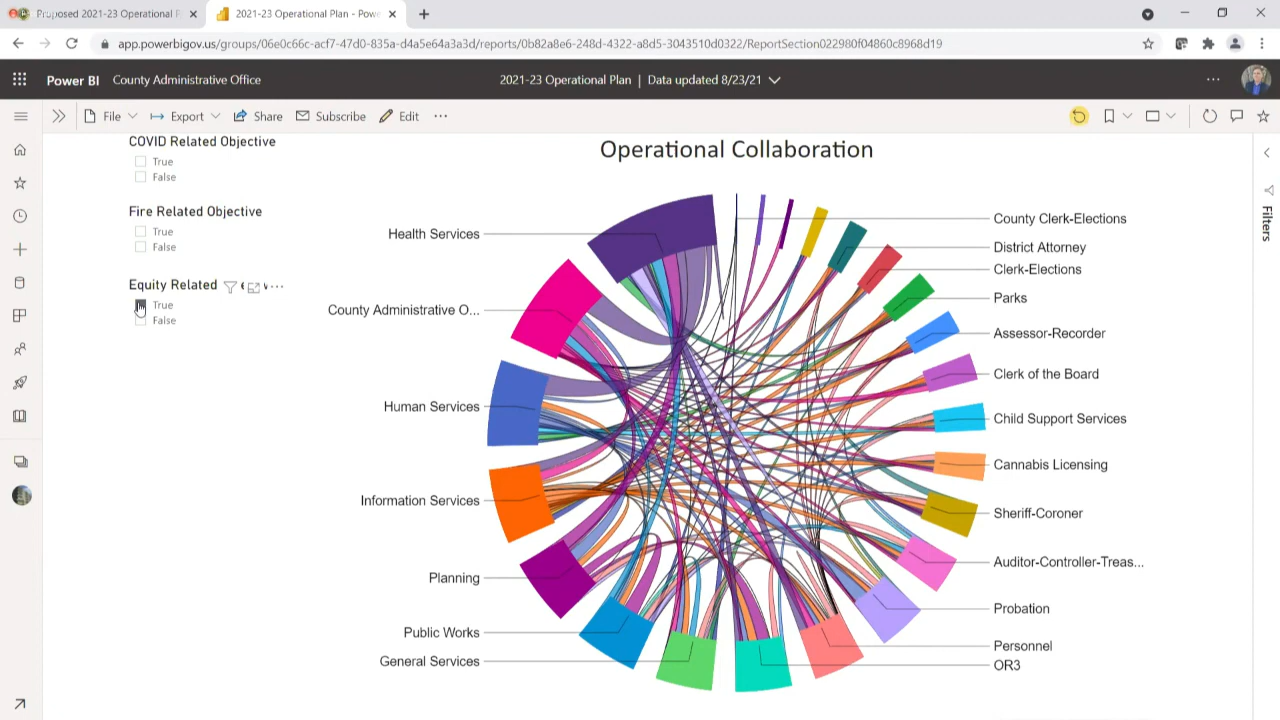 Proposed 2021-23 Operational P
2021-23 Operational Plan - Powe
app.powerbigov.us/groups/06e0c66c-acf7-47d0-835a-d4a5e64a3a3d/reports/0b82a8e6-248d-4322-a8d5-3043510d0322/ReportSection022980f04860c8968d19
Power BI County Administrative Office
2021-23 Operational Plan | Data updated 8/23/21
File Export Share Subscribe Edit
COVID Related Objective
True
False
Fire Related Objective
True
False
Equity Related
True
False
Operational Collaboration
Health Services
County Administrative O...
Human Services
Information Services
Planning
Public Works
General Services
County Clerk-Elections
District Attorney
Clerk-Elections
Parks
Assessor-Recorder
Clerk of the Board
Child Support Services
Cannabis Licensing
Sheriff-Coroner
Auditor-Controller-Treas...
Probation
Personnel
OR3
Filters